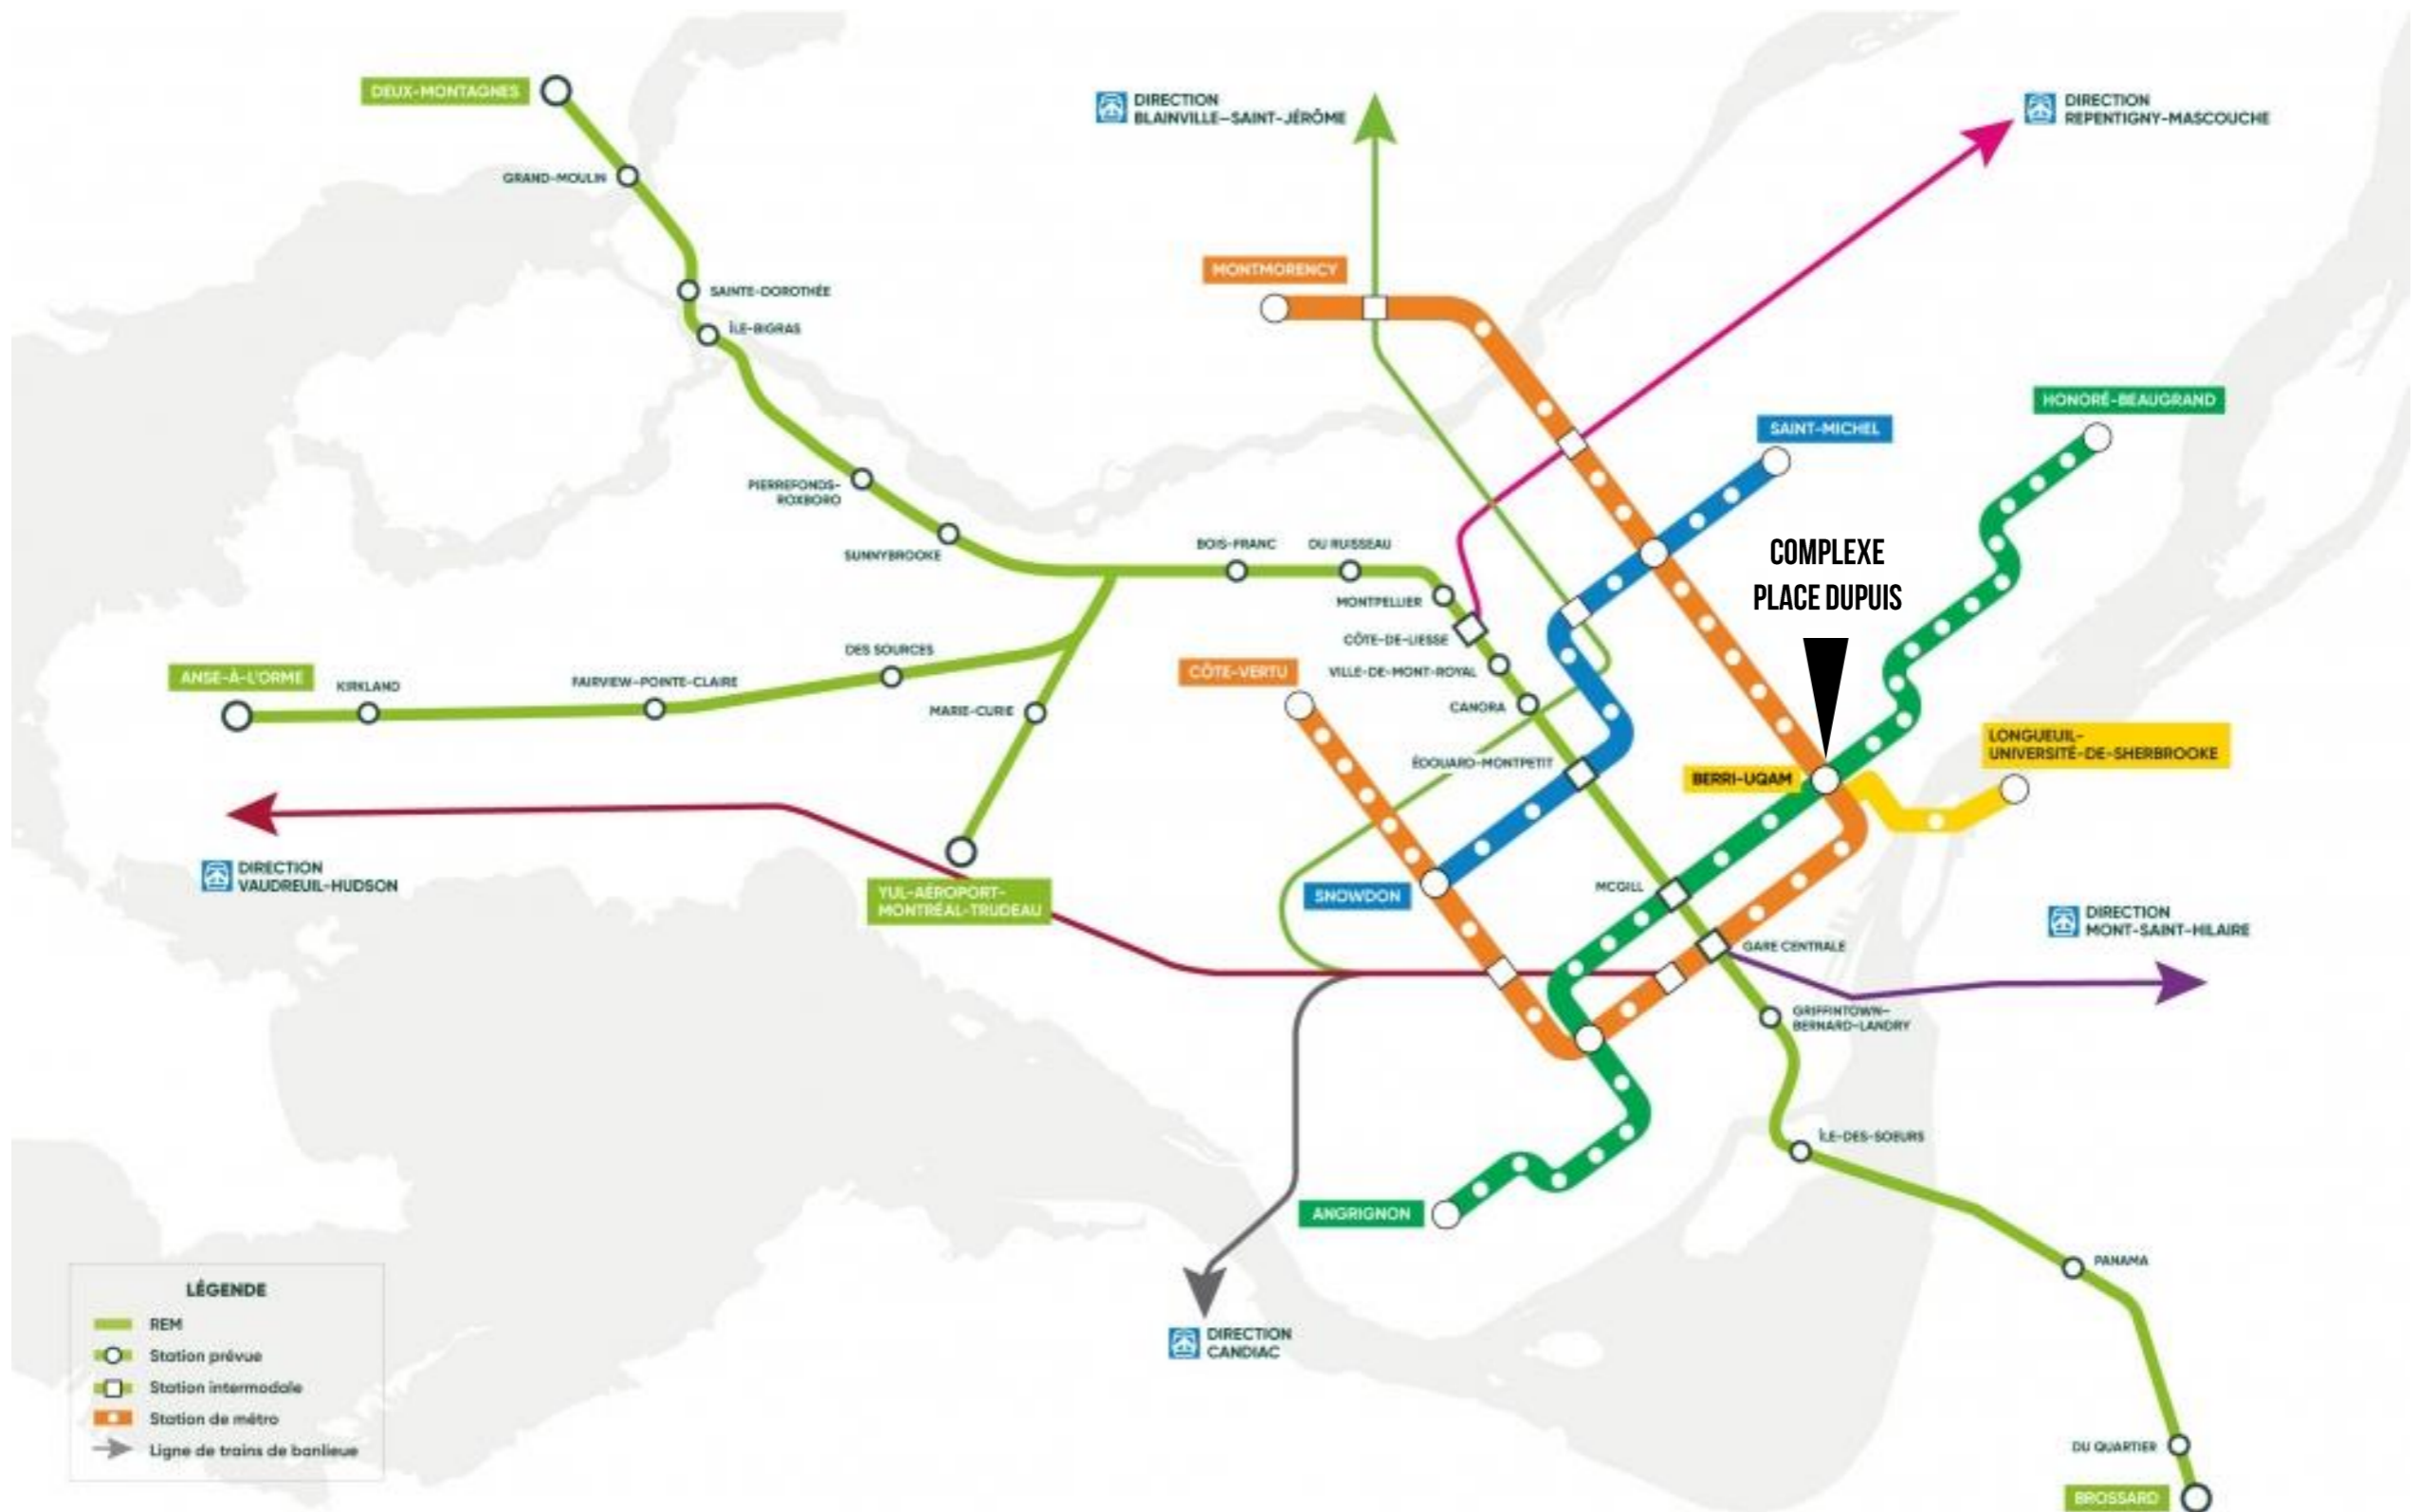 DEUX-MONTAGNES
GRAND-MOULIN
SAINTE-DOROTHÉE
ÎLE-BIGRAS
PIERREFONDS-
ROXBORO
SUNNYBROOKE
BOIS-FRANC
DU RUISSEAU
MONTPELLIER
CÔTE-DE-LIESSE
VILLE-DE-MONT-ROYAL
CANORA
ÉDOUARD-MONTPETIT
MCGILL
GARE CENTRALE
GRIFFINTOWN–
BERNARD-LANDRY
ÎLE-DES-SOEURS
PANAMA
DU QUARTIER
BROSSARD
ANSE-À-L'ORME
KIRKLAND
FAIRVIEW-POINTE-CLAIRE
DES SOURCES
MARIE-CURIE
YUL-AÉROPORT-
MONTRÉAL-TRUDEAU
DIRECTION
BLAINVILLE–SAINT-JÉRÔME
DIRECTION
REPENTIGNY-MASCOUCHE
MONTMORENCY
SAINT-MICHEL
HONORÉ-BEAUGRAND
COMPLEXE
PLACE DUPUIS
CÔTE-VERTU
BERRI-UQAM
LONGUEUIL-
UNIVERSITÉ-DE-SHERBROOKE
SNOWDON
DIRECTION
VAUDREUIL-HUDSON
DIRECTION
MONT-SAINT-HILAIRE
ANGRIGNON
DIRECTION
CANDIAC
LÉGENDE
REM
Station prévue
Station intermodale
Station de métro
Ligne de trains de banlieue